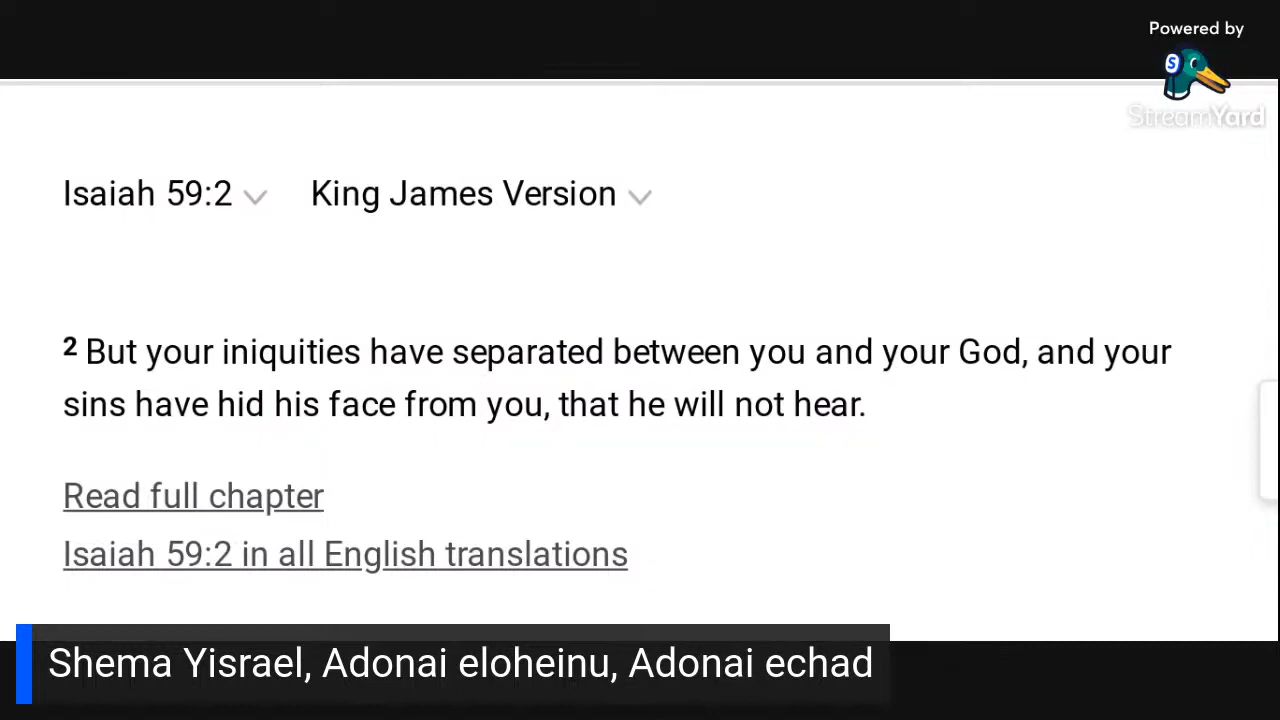 Powered by
S
StreamYard
Isaiah 59:2 King James Version
2 But your iniquities have separated between you and your God, and your
sins have hid his face from you, that he will not hear.
Read full chapter
Isaiah 59:2 in all English translations
Shema Yisrael, Adonai eloheinu, Adonai echad